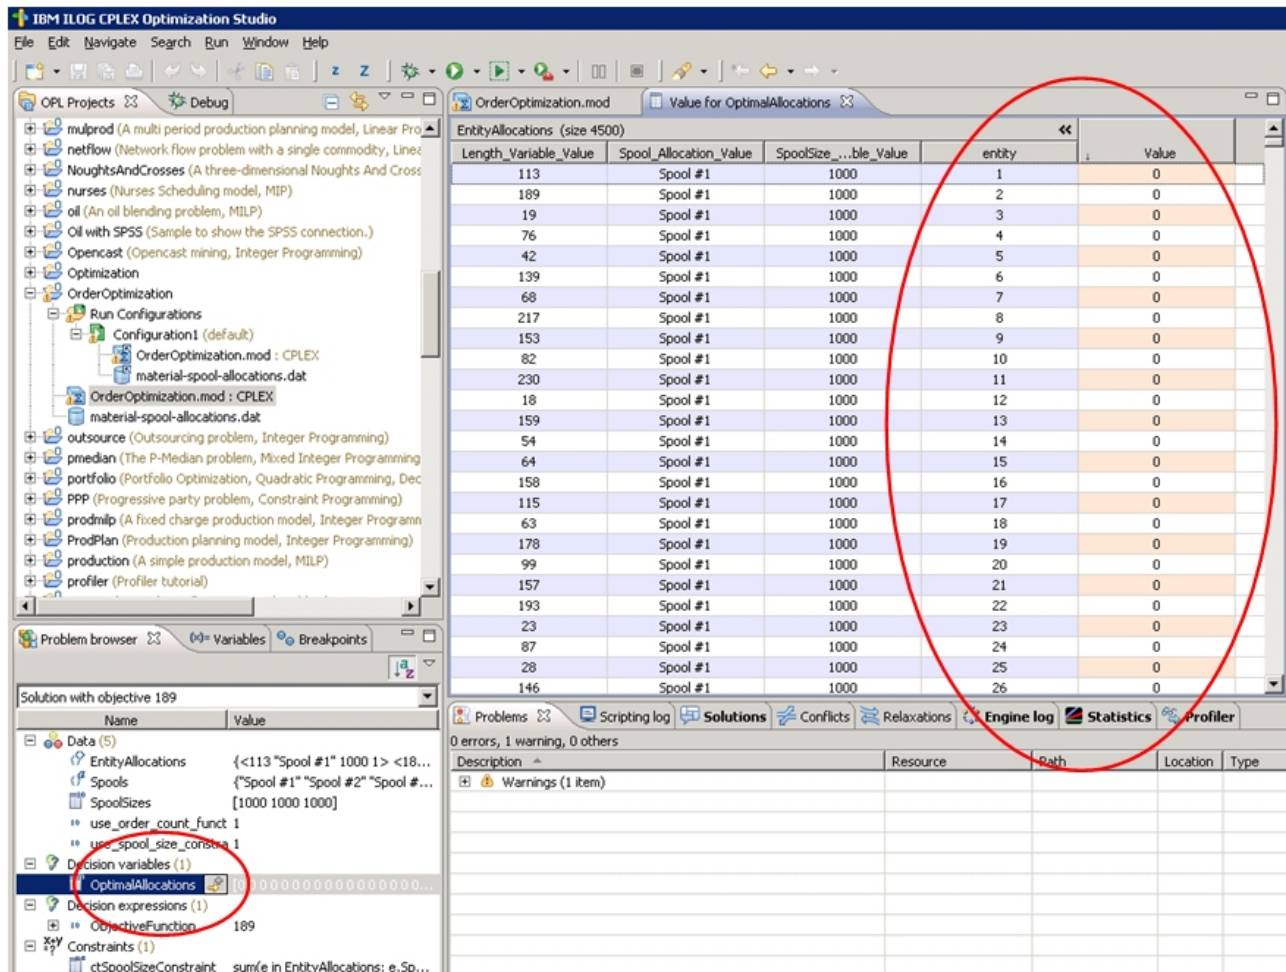 IBM ILOG CPLEX Optimization Studio
File Edit Navigate Search Run Window Help
OPL Projects Debug
mulprod (A multi period production planning model, Linear Pro
netflow (Network flow problem with a single commodity, Linea
NoughtsAndCrosses (A three-dimensional Noughts And Cross
nurses (Nurses Scheduling model, MIP)
oil (An oil blending problem, MILP)
Oil with SPSS (Sample to show the SPSS connection.)
Opencast (Opencast mining, Integer Programming)
Optimization
OrderOptimization
Run Configurations
Configuration1 (default)
OrderOptimization.mod : CPLEX
material-spool-allocations.dat
OrderOptimization.mod : CPLEX
material-spool-allocations.dat
outsource (Outsourcing problem, Integer Programming)
pmedian (The P-Median problem, Mixed Integer Programming
portfolio (Portfolio Optimization, Quadratic Programming, Dec
PPP (Progressive party problem, Constraint Programming)
prodmilp (A fixed charge production model, Integer Programm
ProdPlan (Production planning model, Integer Programming)
production (A simple production model, MILP)
profiler (Profiler tutorial)
OrderOptimization.mod Value for OptimalAllocations
EntityAllocations (size 4500)
Length_Variable_Value Spool_Allocation_Value SpoolSize_...ble_Value entity Value
113 Spool #1 1000 1 0
189 Spool #1 1000 2 0
19 Spool #1 1000 3 0
76 Spool #1 1000 4 0
42 Spool #1 1000 5 0
139 Spool #1 1000 6 0
68 Spool #1 1000 7 0
217 Spool #1 1000 8 0
153 Spool #1 1000 9 0
82 Spool #1 1000 10 0
230 Spool #1 1000 11 0
18 Spool #1 1000 12 0
159 Spool #1 1000 13 0
54 Spool #1 1000 14 0
64 Spool #1 1000 15 0
158 Spool #1 1000 16 0
115 Spool #1 1000 17 0
63 Spool #1 1000 18 0
178 Spool #1 1000 19 0
99 Spool #1 1000 20 0
157 Spool #1 1000 21 0
193 Spool #1 1000 22 0
23 Spool #1 1000 23 0
87 Spool #1 1000 24 0
28 Spool #1 1000 25 0
146 Spool #1 1000 26 0
Problem browser (x)= Variables Breakpoints
Solution with objective 189
Name Value
Data (5)
EntityAllocations {<113 "Spool #1" 1000 1> <18...
Spools {"Spool #1" "Spool #2" "Spool #...
SpoolSizes [1000 1000 1000]
use_order_count_funct 1
use_spool_size_constra 1
Decision variables (1)
OptimalAllocations [0 0 0 0 0 0 0 0 0 0 0 0 0 0 0 0 0...
Decision expressions (1)
ObjectiveFunction 189
Constraints (1)
ctSpoolSizeConstraint sum(e in EntityAllocations: e.Sp...
Problems Scripting log Solutions Conflicts Relaxations Engine log Statistics Profiler
0 errors, 1 warning, 0 others
Description Resource Path Location Type
Warnings (1 item)